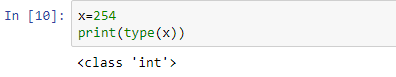 In [10]: x=254
print(type(x))
<class 'int'>